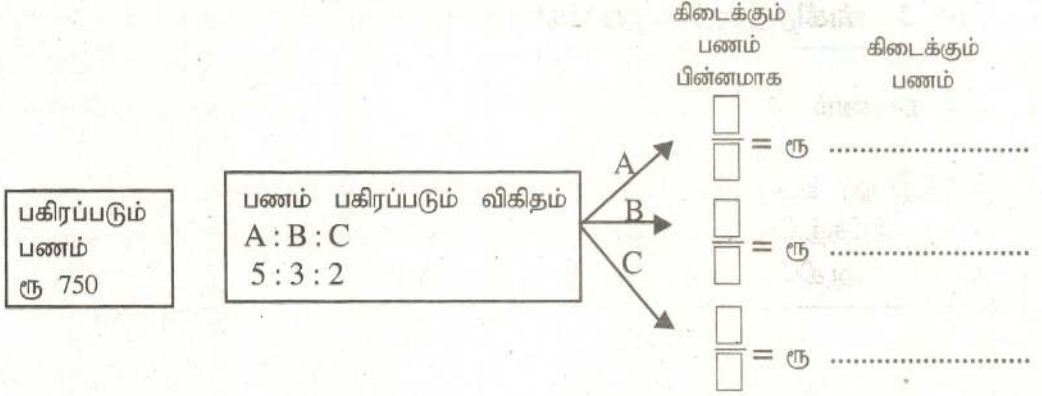 கிடைக்கும்
பணம்
பின்னமாக
கிடைக்கும்
பணம்
பகிரப்படும்
பணம்
ரூ 750
பணம் பகிரப்படும் விகிதம்
A : B : C
5 : 3 : 2
A
B
C
= ரூ ..............................
= ரூ ..............................
= ரூ ..............................